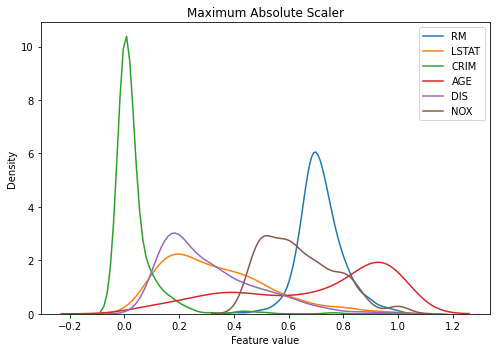 Maximum Absolute Scaler
RM
LSTAT
CRIM
AGE
DIS
NOX
10
8
6
4
2
0
Density
−0.2
0.0
0.2
0.4
0.6
0.8
1.0
1.2
Feature value